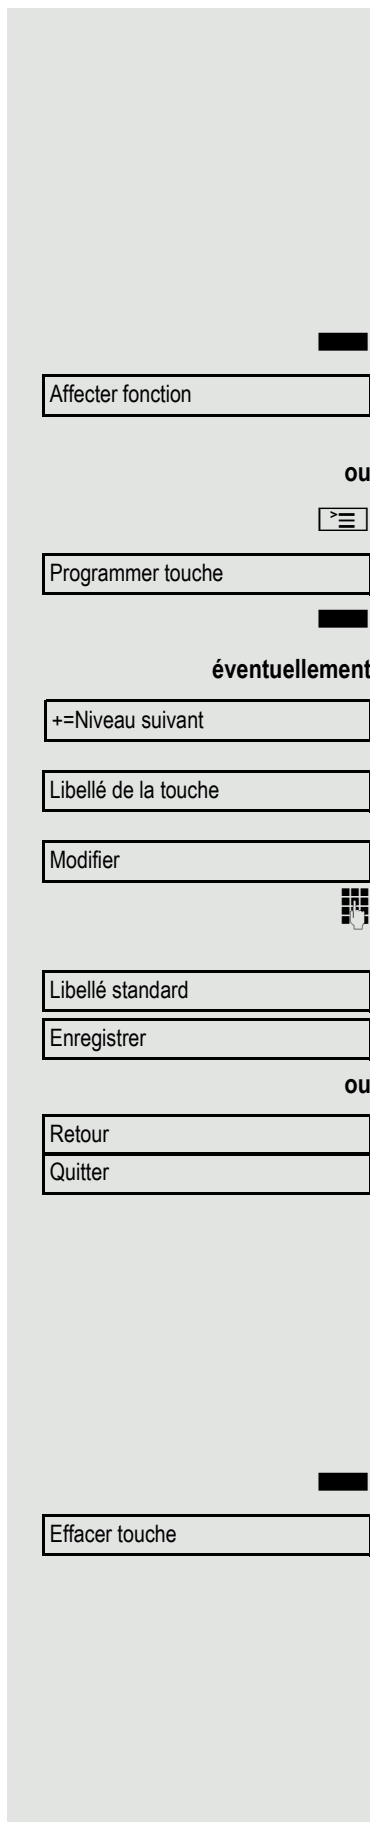 Affecter fonction
ou
Programmer touche
éventuellement
+=Niveau suivant
Libellé de la touche
Modifier
Libellé standard
Enregistrer
ou
Retour
Quitter
Effacer touche